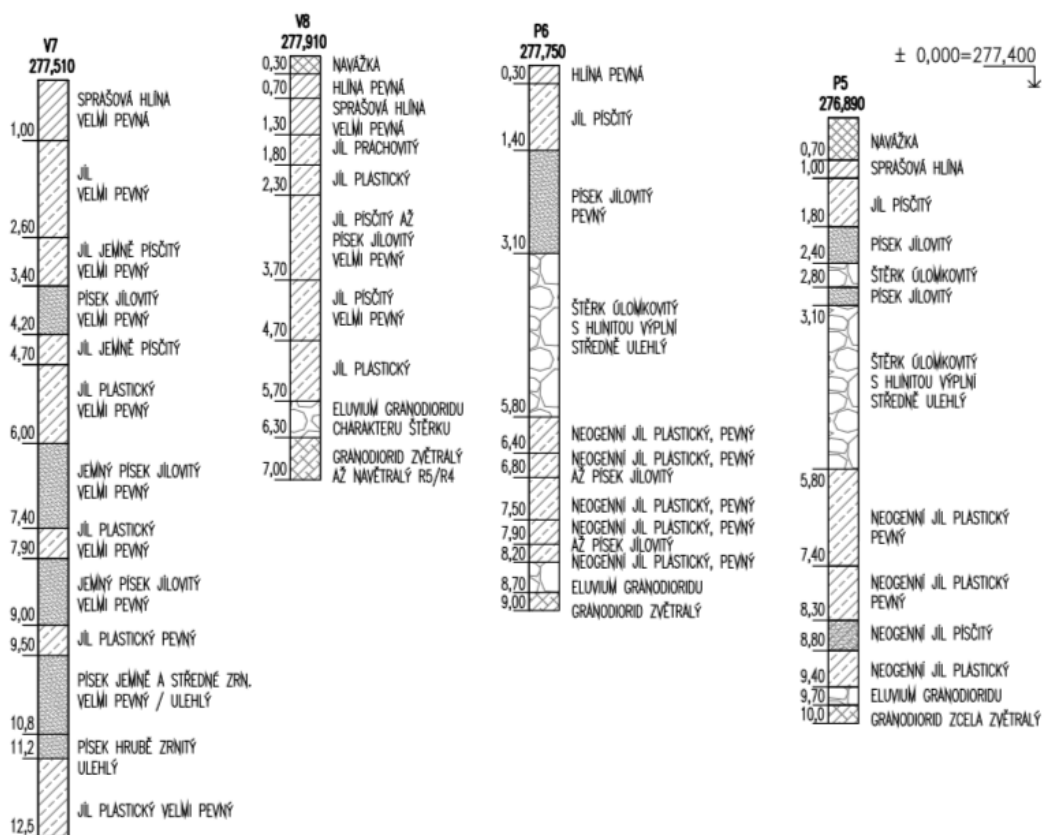 V7
277,510
1,00
SPRAŠOVÁ HLÍNA
VELMI PEVNÁ
2,60
JÍL
VELMI PEVNÝ
3,40
JÍL JEMNĚ PÍSČITÝ
VELMI PEVNÝ
4,20
PÍSEK JÍLOVITÝ
VELMI PEVNÝ
4,70
JÍL JEMNĚ PÍSČITÝ
6,00
JÍL PLASTICKÝ
VELMI PEVNÝ
7,40
JEMNÝ PÍSEK JÍLOVITÝ
VELMI PEVNÝ
7,90
JÍL PLASTICKÝ
VELMI PEVNÝ
9,00
JEMNÝ PÍSEK JÍLOVITÝ
VELMI PEVNÝ
9,50
JÍL PLASTICKÝ PEVNÝ
10,8
PÍSEK JEMNĚ A STŘEDNĚ ZRN.
VELMI PEVNÝ / ULEHLÝ
11,2
PÍSEK HRUBĚ ZRNITÝ
ULEHLÝ
12,5
JÍL PLASTICKÝ VELMI PEVNÝ
V8
277,910
0,30
NAVÁŽKA
0,70
HLÍNA PEVNÁ
1,30
SPRAŠOVÁ HLÍNA
VELMI PEVNÁ
1,80
JÍL PRACHOVITÝ
2,30
JÍL PLASTICKÝ
3,70
JÍL PÍSČITÝ AŽ
PÍSEK JÍLOVITÝ
VELMI PEVNÝ
4,70
JÍL PÍSČITÝ
VELMI PEVNÝ
5,70
JÍL PLASTICKÝ
6,30
ELUVIUM GRANODIORIDU
CHARAKTERU ŠTĚRKU
7,00
GRANODIORID ZVĚTRALÝ
AŽ NAVĚTRALÝ R5/R4
P6
277,750
0,30
HLÍNA PEVNÁ
1,40
JÍL PÍSČITÝ
3,10
PÍSEK JÍLOVITÝ
PEVNÝ
5,80
ŠTĚRK ÚLOMKOVITÝ
S HLINITOU VÝPLNÍ
STŘEDNĚ ULEHLÝ
6,40
NEOGENNÍ JÍL PLASTICKÝ, PEVNÝ
6,80
NEOGENNÍ JÍL PLASTICKÝ, PEVNÝ
AŽ PÍSEK JÍLOVITÝ
7,50
NEOGENNÍ JÍL PLASTICKÝ, PEVNÝ
7,90
NEOGENNÍ JÍL PLASTICKÝ, PEVNÝ
AŽ PÍSEK JÍLOVITÝ
8,20
NEOGENNÍ JÍL PLASTICKÝ, PEVNÝ
8,70
ELUVIUM GRANODIORIDU
9,00
GRANODIORID ZVĚTRALÝ
± 0,000=277,400
P5
276,890
0,70
NAVÁŽKA
1,00
SPRAŠOVÁ HLÍNA
1,80
JÍL PÍSČITÝ
2,40
PÍSEK JÍLOVITÝ
2,80
ŠTĚRK ÚLOMKOVITÝ
3,10
PÍSEK JÍLOVITÝ
5,80
ŠTĚRK ÚLOMKOVITÝ
S HLINITOU VÝPLNÍ
STŘEDNĚ ULEHLÝ
7,40
NEOGENNÍ JÍL PLASTICKÝ
PEVNÝ
8,30
NEOGENNÍ JÍL PLASTICKÝ
PEVNÝ
8,80
NEOGENNÍ JÍL PÍSČITÝ
9,40
NEOGENNÍ JÍL PLASTICKÝ
9,70
ELUVIUM GRANODIORIDU
10,0
GRANODIORID ZCELA ZVĚTRALÝ